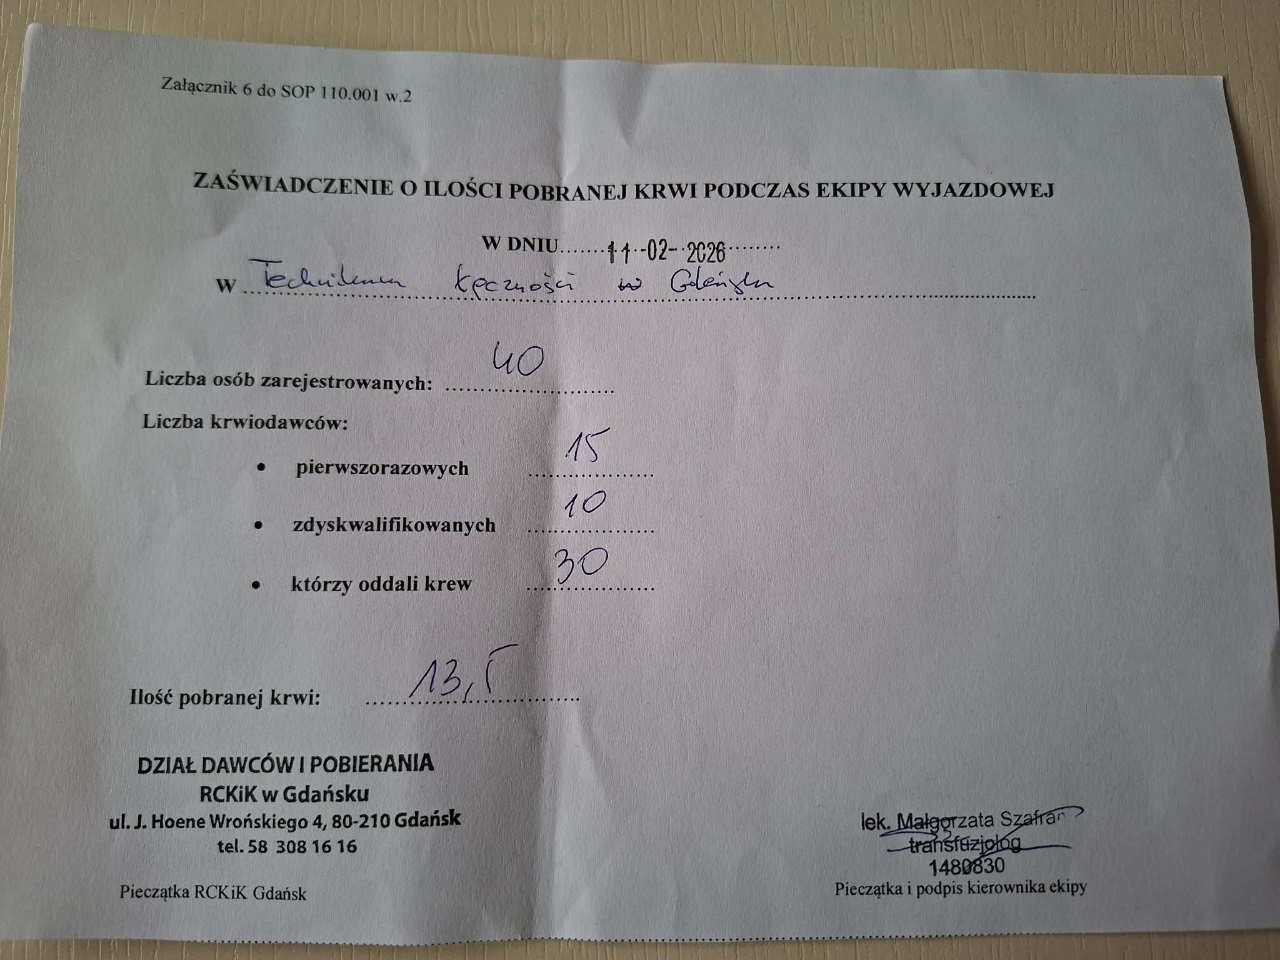 Załącznik 6 do SOP 110.001 w.2
ZAŚWIADCZENIE O ILOŚCI POBRANEJ KRWI PODCZAS EKIPY WYJAZDOWEJ
W DNIU.......11-02-2026........
W Technikum Łączności w Gdańsku
Liczba osób zarejestrowanych: 40
Liczba krwiodawców:
• pierwszorazowych 15
• zdyskwalifikowanych 10
• którzy oddali krew 30
Ilość pobranej krwi: 13,5
DZIAŁ DAWCÓW I POBIERANIA
RCKiK w Gdańsku
ul. J. Hoene Wrońskiego 4, 80-210 Gdańsk
tel. 58 308 16 16
Pieczątka RCKiK Gdańsk
lek. Małgorzata Szafran
transfuzjolog
1480830
Pieczątka i podpis kierownika ekipy